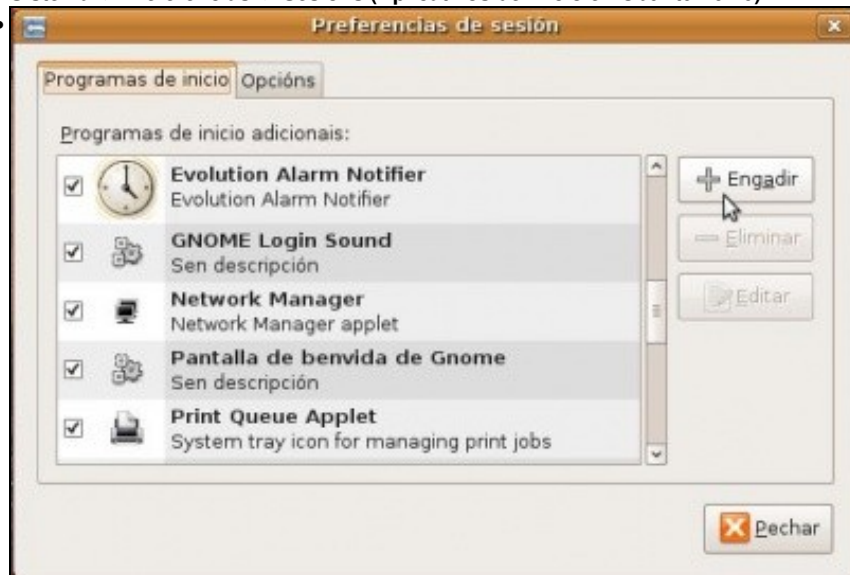 Preferencias de sesión
Programas de inicio Opcións
Programas de inicio adicionais:
Evolution Alarm Notifier
Evolution Alarm Notifier
Engadir
GNOME Login Sound
Sen descripción
Eliminar
Network Manager
Network Manager applet
Editar
Pantalla de benvida de Gnome
Sen descripción
Print Queue Applet
System tray icon for managing print jobs
Pechar